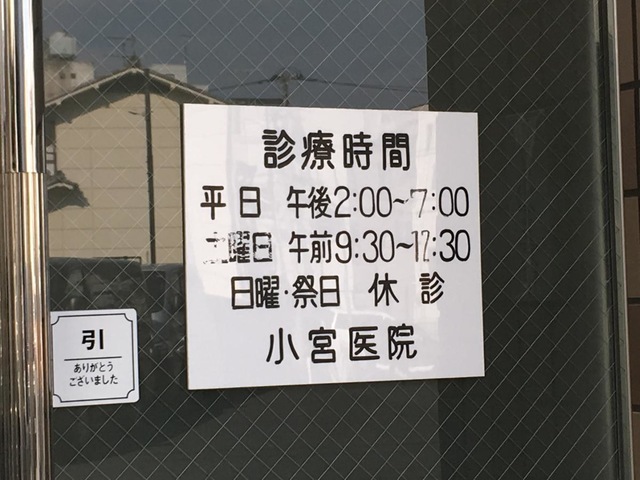 診療時間
平日 午後2:00~7:00
土曜日 午前9:30~12:30
日曜・祭日 休診
小宮医院
引
ありがとう
ございました